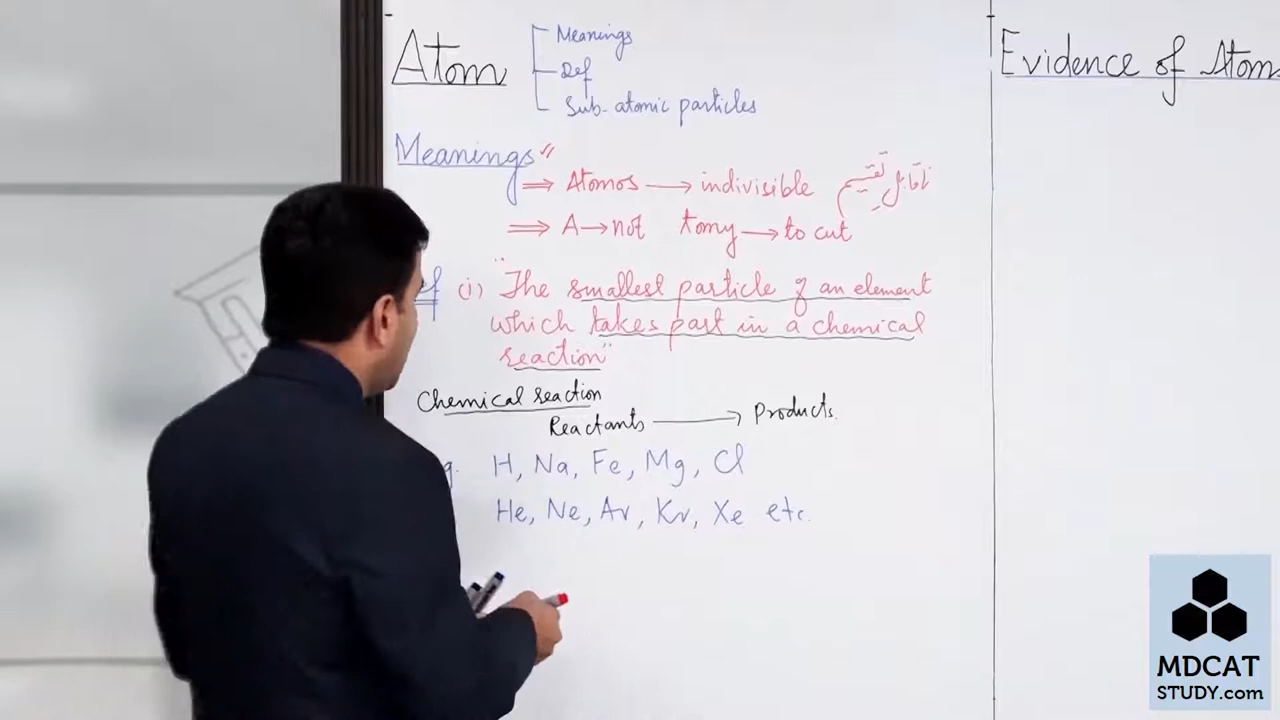 Atom
Meanings
Def
Sub-atomic particles
Meanings"
⇒ Atomos → indivisible ناقابل تقسیم
⇒ A→not tomy → to cut
(i) "The smallest particle of an element
which takes part in a chemical
reaction"
Chemical reaction
Reactants → Products.
H, Na, Fe, Mg, Cl
He, Ne, Ar, Kr, Xe etc.
Evidence of Atom
MDCAT
STUDY.com